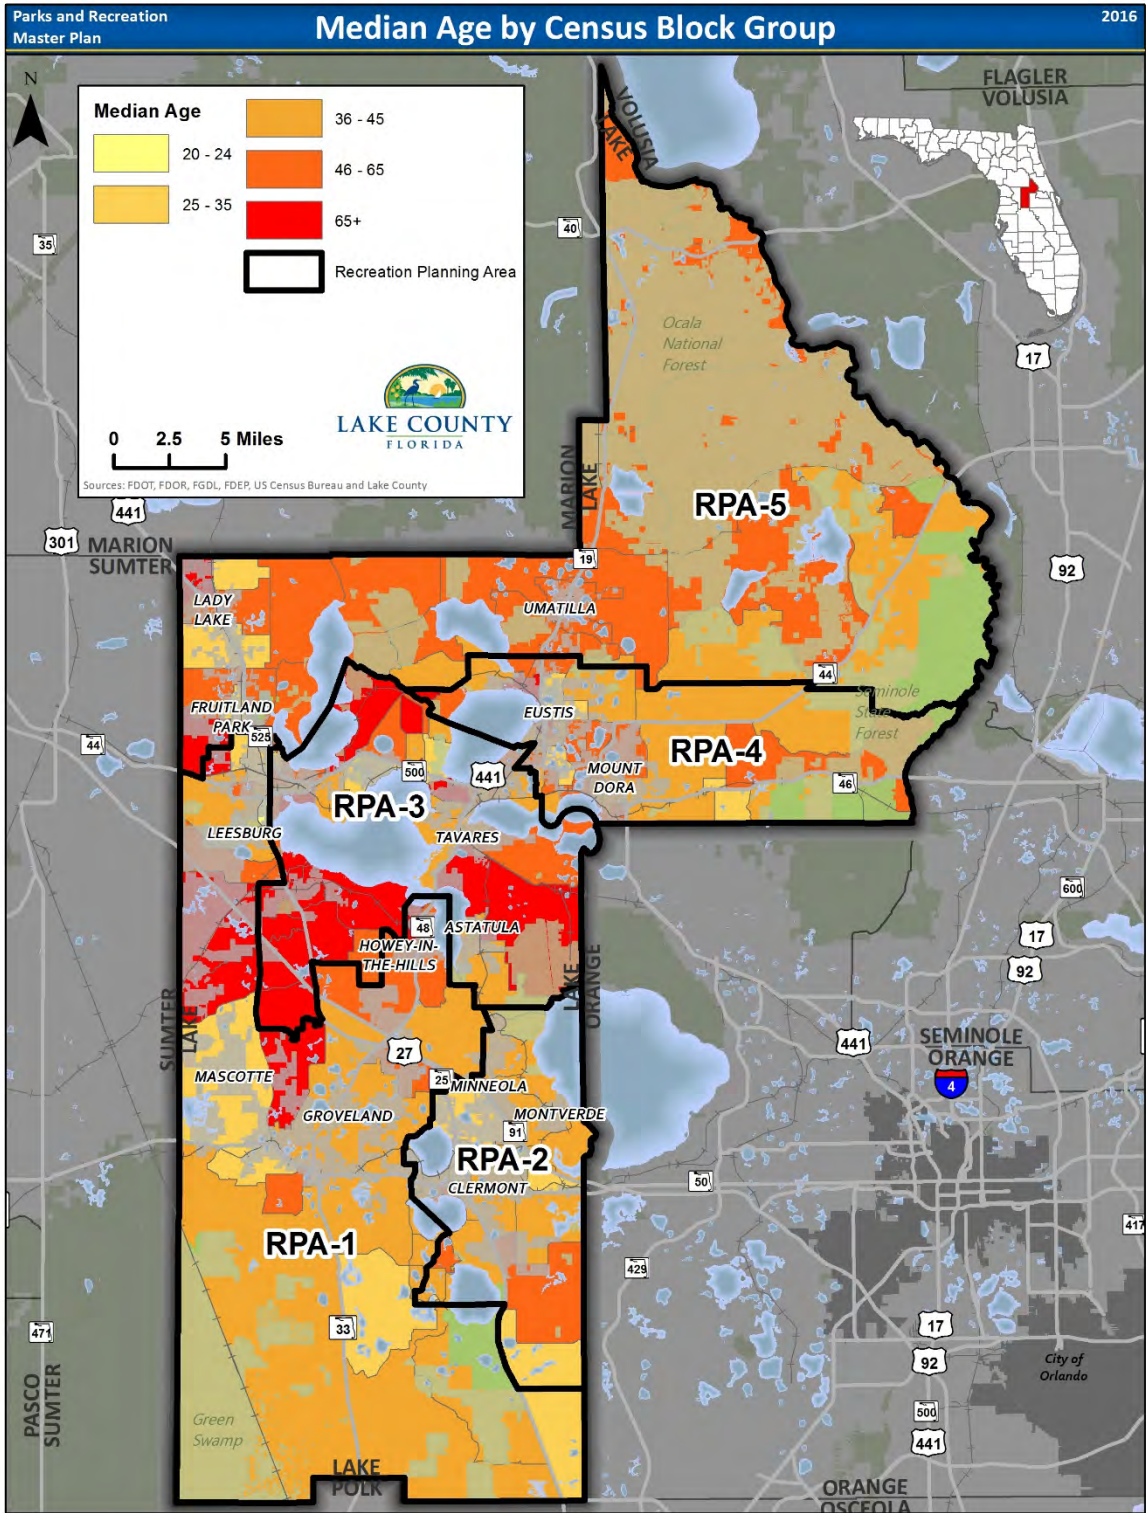 Parks and Recreation
Master Plan
Median Age by Census Block Group
2016
N
Median Age
20 - 24
25 - 35
36 - 45
46 - 65
65+
Recreation Planning Area
LAKE COUNTY
FLORIDA
0 2.5 5 Miles
Sources: FDOT, FDOR, FGDL, FDEP, US Census Bureau and Lake County
FLAGLER
VOLUSIA
VOLUSIA
LAKE
35
40
17
Ocala
National
Forest
441
301
MARION
SUMTER
MARION
LAKE
RPA-5
19
92
LADY
LAKE
UMATILLA
44
Seminole
State
Forest
FRUITLAND
PARK
525
44
EUSTIS
RPA-4
500
441
MOUNT
DORA
46
RPA-3
LEESBURG
TAVARES
600
48
ASTATULA
HOWEY-IN-
THE-HILLS
17
92
LAKE
ORANGE
SUMTER
LAKE
441
SEMINOLE
ORANGE
4
27
MASCOTTE
25
MINNEOLA
GROVELAND
MONTVERDE
91
RPA-2
CLERMONT
50
417
RPA-1
429
33
471
17
92
City of
Orlando
500
441
PASCO
SUMTER
Green
Swamp
LAKE
POLK
ORANGE
OSCEOLA